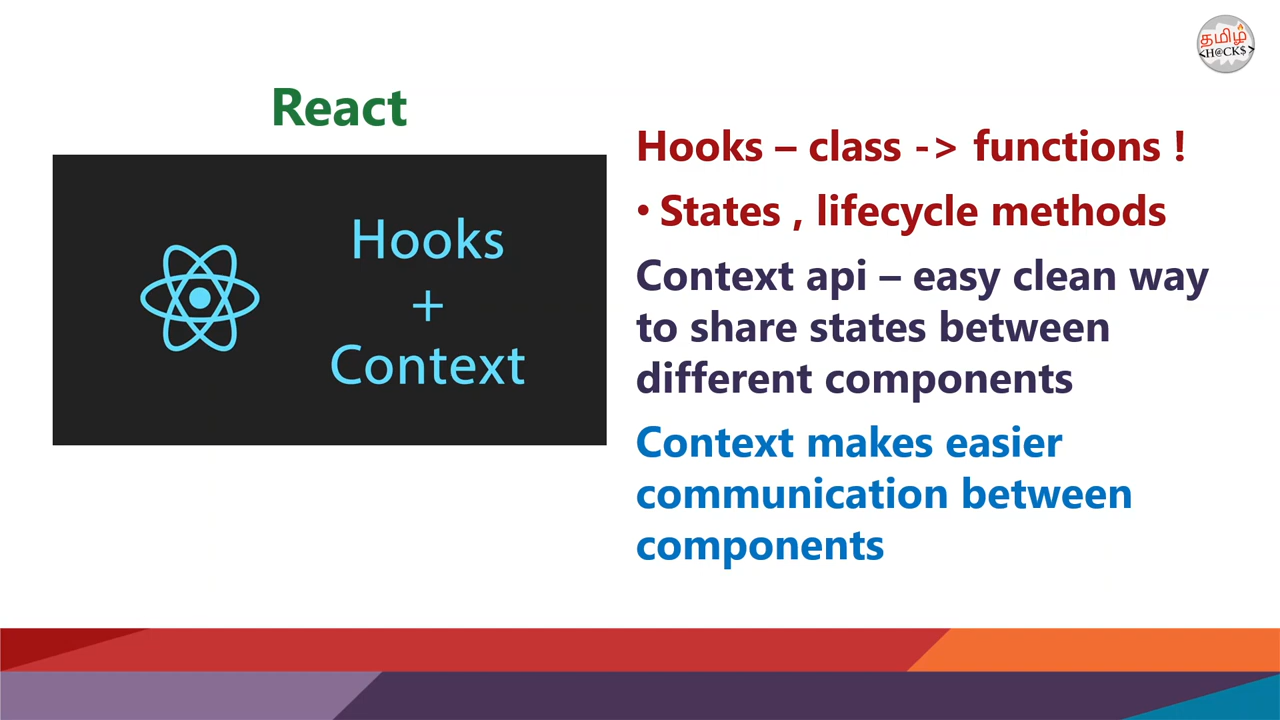 தமிழ்
<H@CK$>
React
Hooks
+
Context
Hooks – class -> functions !
• States , lifecycle methods
Context api – easy clean way
to share states between
different components
Context makes easier
communication between
components